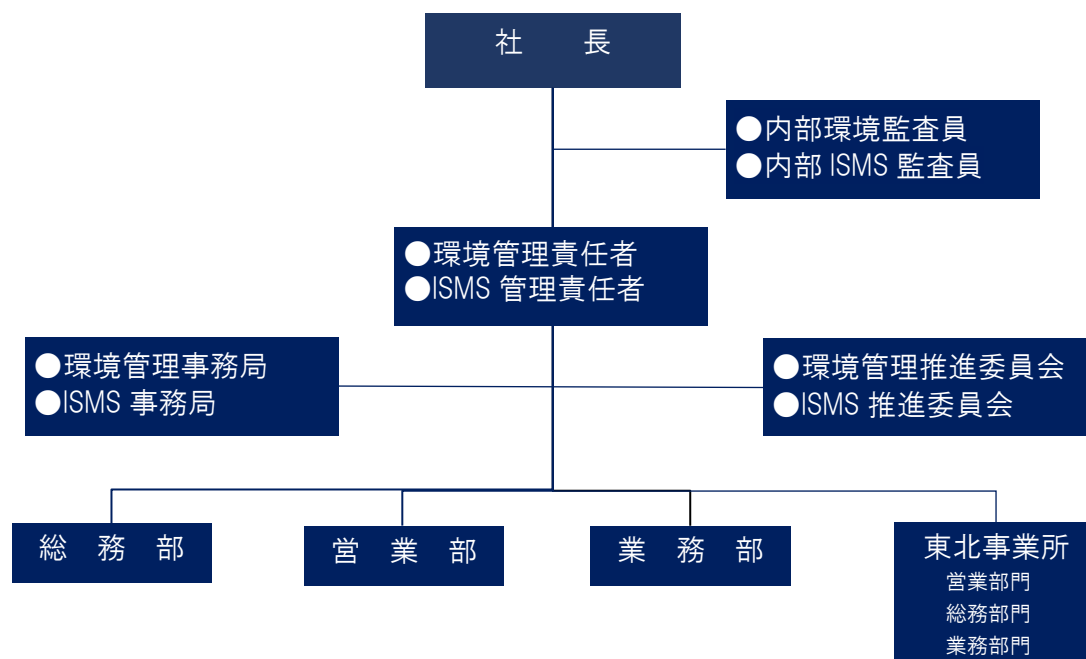 社　　長
●内部環境監査員
●内部 ISMS 監査員
●環境管理責任者
●ISMS 管理責任者
●環境管理事務局
●ISMS 事務局
●環境管理推進委員会
●ISMS 推進委員会
総　務　部
営　業　部
業　務　部
東北事業所
営業部門
総務部門
業務部門